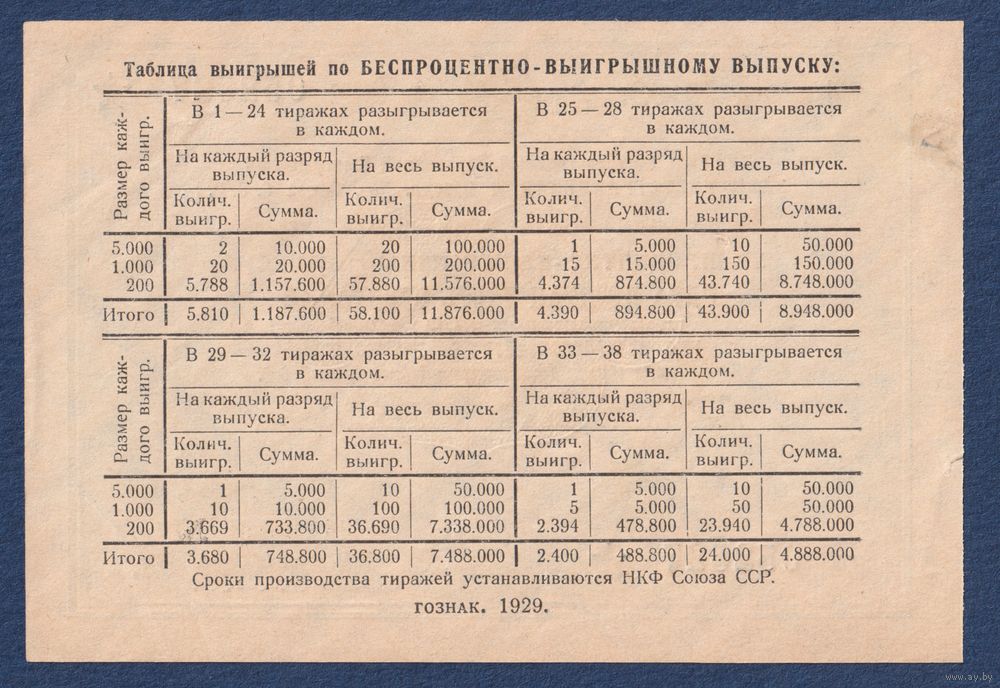 Таблица выигрышей по БЕСПРОЦЕНТНО-ВЫИГРЫШНОМУ ВЫПУСКУ:
Размер каж-
дого выигр.
В 1—24 тиражах разыгрывается
в каждом.
В 25—28 тиражах разыгрывается
в каждом.
На каждый разряд
выпуска.
На весь выпуск.
На каждый разряд
выпуска.
На весь выпуск.
Колич.
выигр.
Сумма.
Колич.
выигр.
Сумма.
Колич.
выигр.
Сумма.
Колич.
выигр.
Сумма.
5.000 2 10.000 20 100.000 1 5.000 10 50.000
1.000 20 20.000 200 200.000 15 15.000 150 150.000
200 5.788 1.157.600 57.880 11.576.000 4.374 874.800 43.740 8.748.000
Итого 5.810 1.187.600 58.100 11.876.000 4.390 894.800 43.900 8.948.000
Размер каж-
дого выигр.
В 29—32 тиражах разыгрывается
в каждом.
В 33—38 тиражах разыгрывается
в каждом.
На каждый разряд
выпуска.
На весь выпуск.
На каждый разряд
выпуска.
На весь выпуск.
Колич.
выигр.
Сумма.
Колич.
выигр.
Сумма.
Колич.
выигр.
Сумма.
Колич.
выигр.
Сумма.
5.000 1 5.000 10 50.000 1 5.000 10 50.000
1.000 10 10.000 100 100.000 5 5.000 50 50.000
200 3.669 733.800 36.690 7.338.000 2.394 478.800 23.940 4.788.000
Итого 3.680 748.800 36.800 7.488.000 2.400 488.800 24.000 4.888.000
Сроки производства тиражей устанавливаются НКФ Союза ССР.
ГОЗНАК. 1929.
www.ay.by